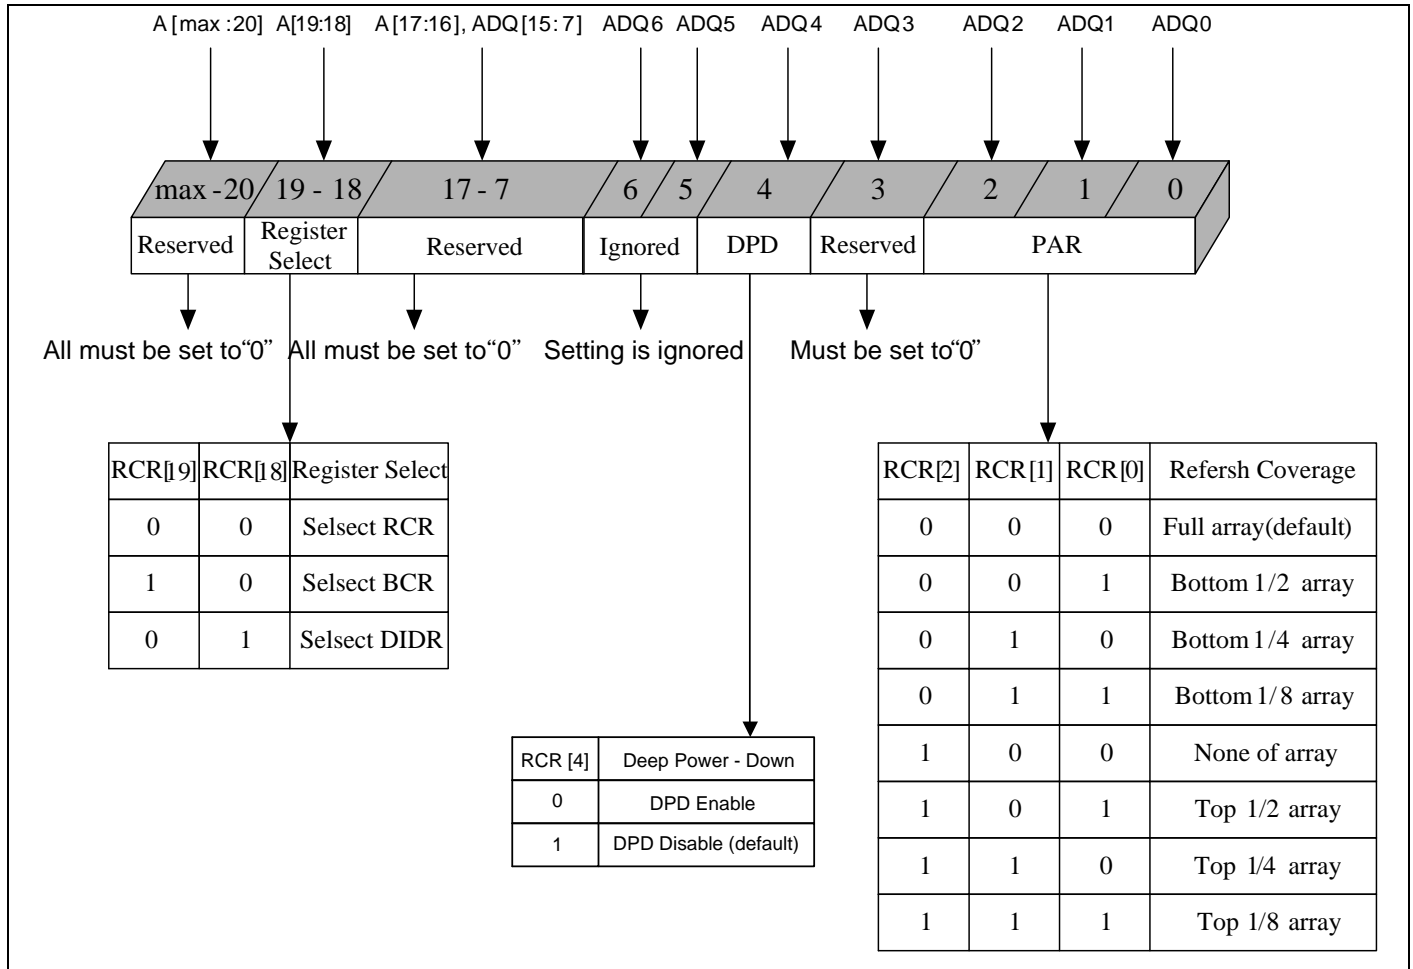 A[max:20] A[19:18] A[17:16], ADQ[15:7] ADQ6 ADQ5 ADQ4 ADQ3 ADQ2 ADQ1 ADQ0
max-20 19 - 18 17 - 7 6 5 4 3 2 1 0
Reserved Register Select Reserved Ignored DPD Reserved PAR
All must be set to“0” All must be set to“0” Setting is ignored Must be set to“0”
RCR[19] RCR[18] Register Select
0 0 Selsect RCR
1 0 Selsect BCR
0 1 Selsect DIDR
RCR [4] Deep Power - Down
0 DPD Enable
1 DPD Disable (default)
RCR[2] RCR[1] RCR[0] Refersh Coverage
0 0 0 Full array(default)
0 0 1 Bottom 1/2 array
0 1 0 Bottom 1/4 array
0 1 1 Bottom 1/8 array
1 0 0 None of array
1 0 1 Top 1/2 array
1 1 0 Top 1/4 array
1 1 1 Top 1/8 array